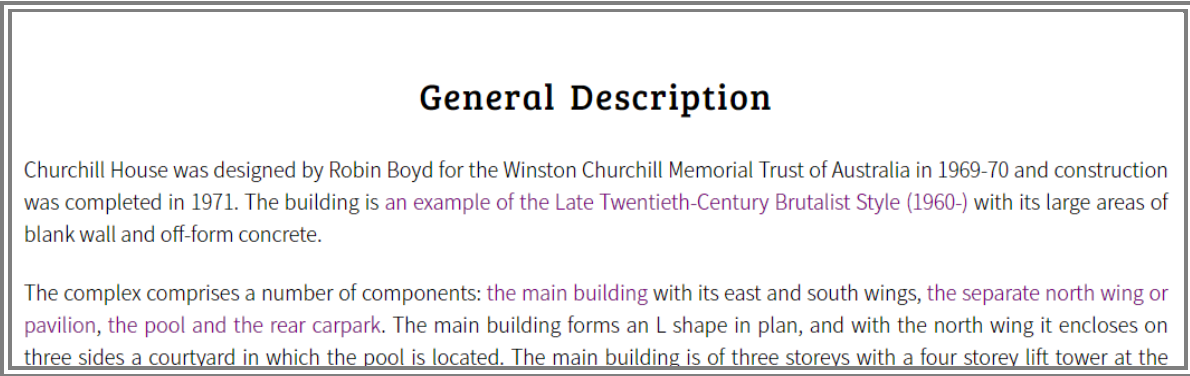 General Description
Churchill House was designed by Robin Boyd for the Winston Churchill Memorial Trust of Australia in 1969-70 and construction
was completed in 1971. The building is an example of the Late Twentieth-Century Brutalist Style (1960-) with its large areas of
blank wall and off-form concrete.
The complex comprises a number of components: the main building with its east and south wings, the separate north wing or
pavilion, the pool and the rear carpark. The main building forms an L shape in plan, and with the north wing it encloses on
three sides a courtyard in which the pool is located. The main building is of three storeys with a four storey lift tower at the